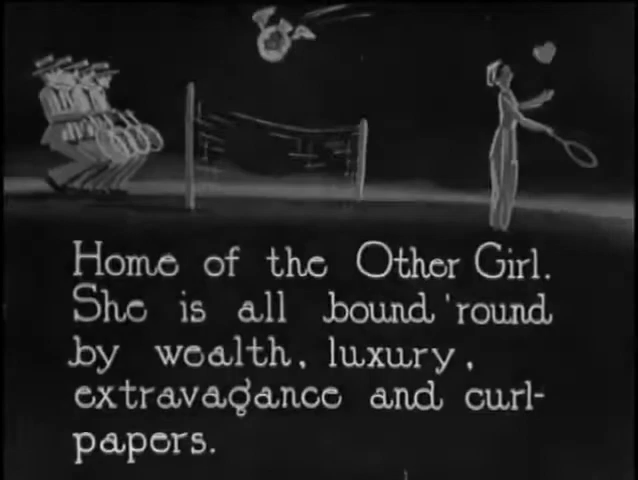 Home of the Other Girl.
She is all bound 'round
by wealth, luxury,
extravagance and curl-
papers.